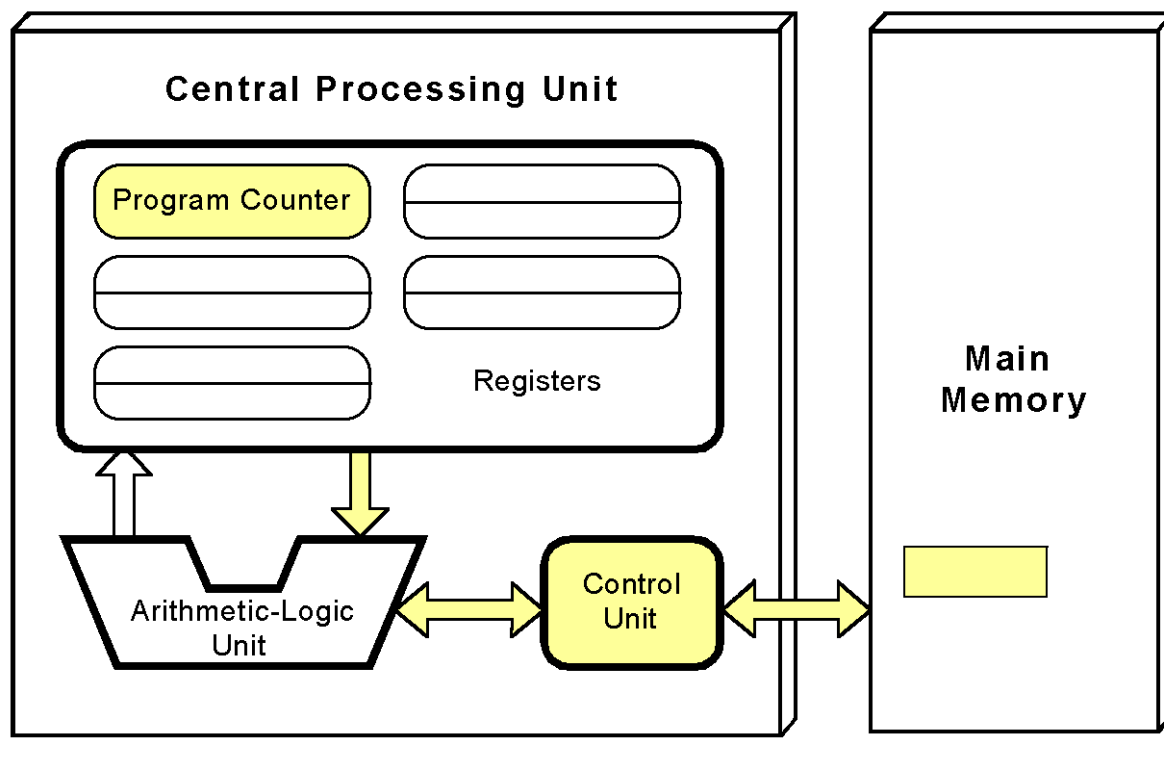 Central Processing Unit
Program Counter
Registers
Arithmetic-Logic
Unit
Control
Unit
Main
Memory